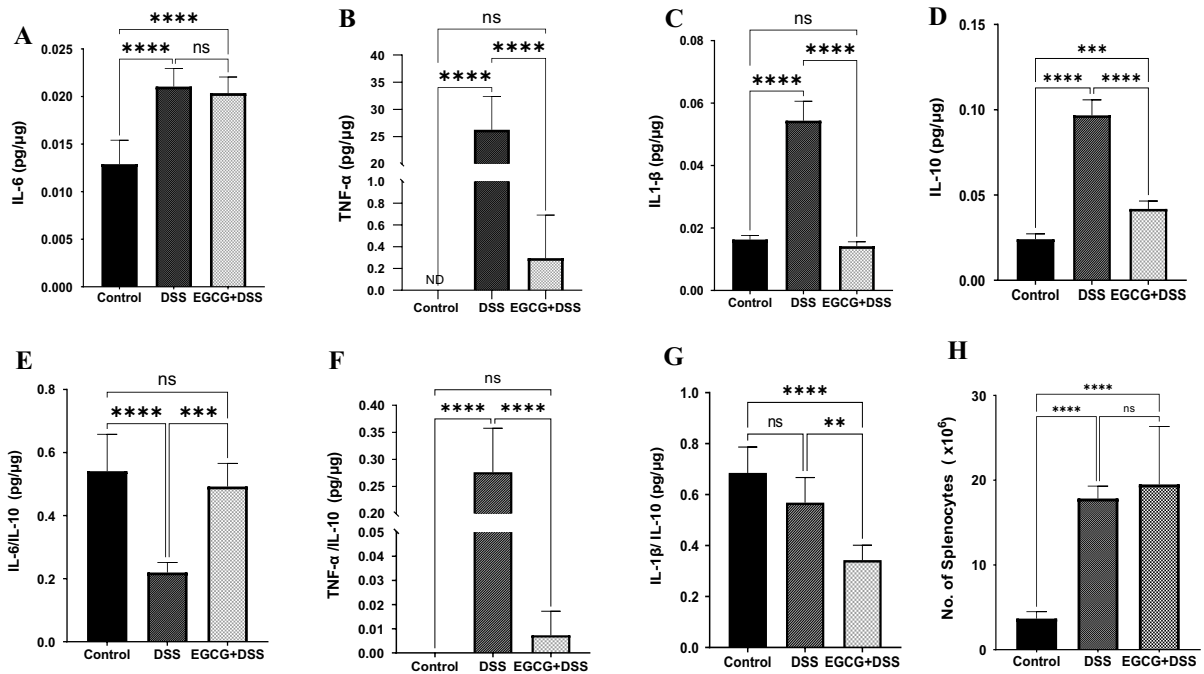 A
IL-6 (pg/µg)
0.025
0.020
0.015
0.010
0.005
0.000
****
****
ns
Control DSS EGCG+DSS
B
TNF-α (pg/µg)
40
35
30
25
20
1.0
0.8
0.6
0.4
0.2
0.0
ns
****
****
ND
Control DSS EGCG+DSS
C
IL1-β (pg/µg)
0.08
0.06
0.04
0.02
0.00
ns
****
****
Control DSS EGCG+DSS
D
IL-10 (pg/µg)
0.15
0.10
0.05
0.00
***
****
****
Control DSS EGCG+DSS
E
IL-6/IL-10 (pg/µg)
0.8
0.6
0.4
0.2
0.0
ns
****
***
Control DSS EGCG+DSS
F
TNF-α /IL-10 (pg/µg)
0.40
0.35
0.30
0.25
0.20
0.05
0.04
0.03
0.02
0.01
0.00
ns
****
****
Control DSS EGCG+DSS
G
IL-1β/ IL-10 (pg/µg)
1.0
0.8
0.6
0.4
0.2
0.0
****
ns
**
Control DSS EGCG+DSS
H
No. of Splenocytes ( x10⁶)
30
20
10
0
****
****
ns
Control DSS EGCG+DSS